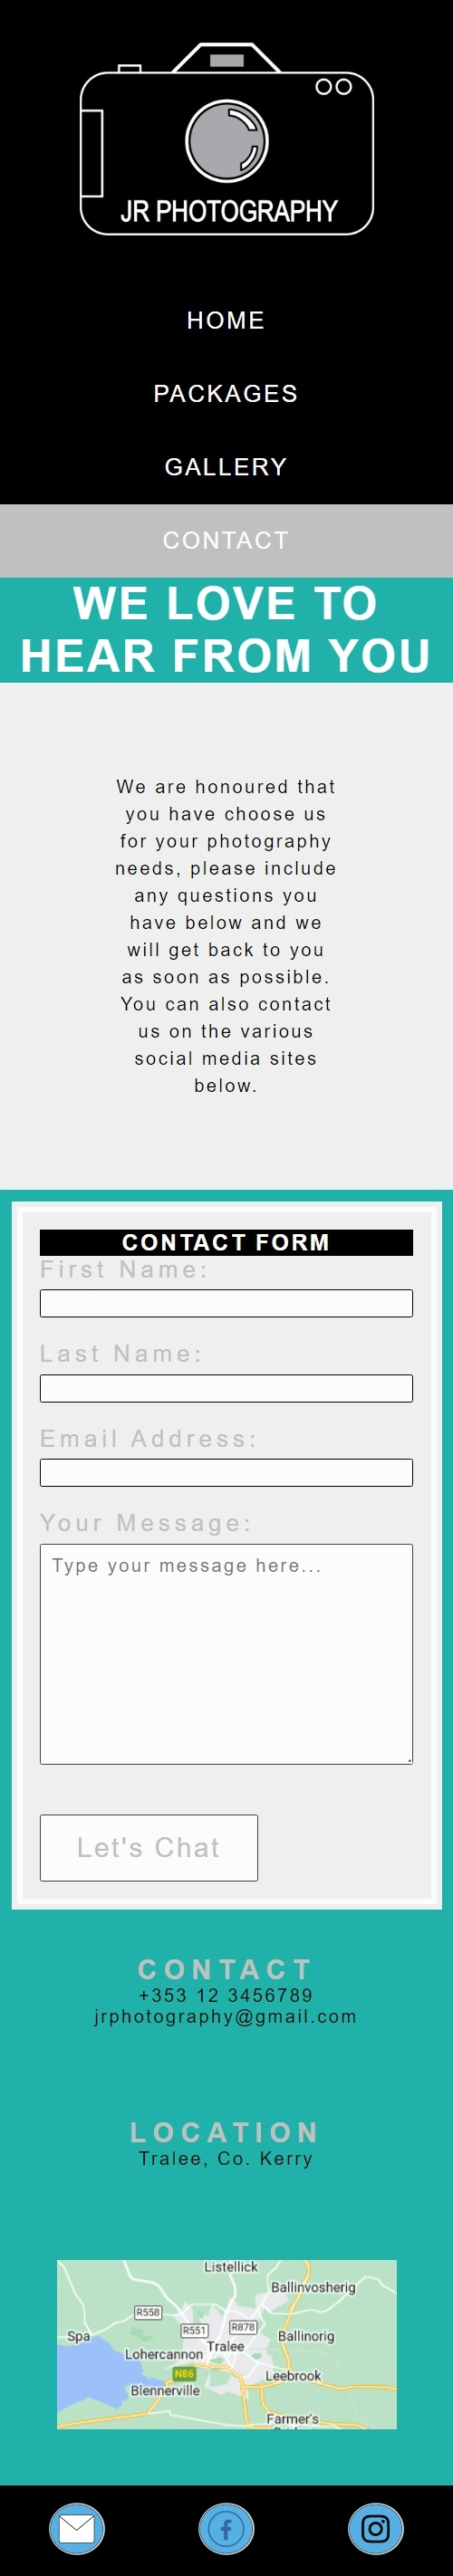 JR PHOTOGRAPHY
HOME
PACKAGES
GALLERY
CONTACT
WE LOVE TO
HEAR FROM YOU
We are honoured that
you have choose us
for your photography
needs, please include
any questions you
have below and we
will get back to you
as soon as possible.
You can also contact
us on the various
social media sites
below.
CONTACT FORM
First Name:
Last Name:
Email Address:
Your Message:
Type your message here...
Let's Chat
CONTACT
+353 12 3456789
jrphotography@gmail.com
LOCATION
Tralee, Co. Kerry
Listellick
Ballinvosherig
R558
R551
R878
Spa
Tralee
Ballinorig
Lohercannon
N86
Leebrook
Blennerville
Farmer's